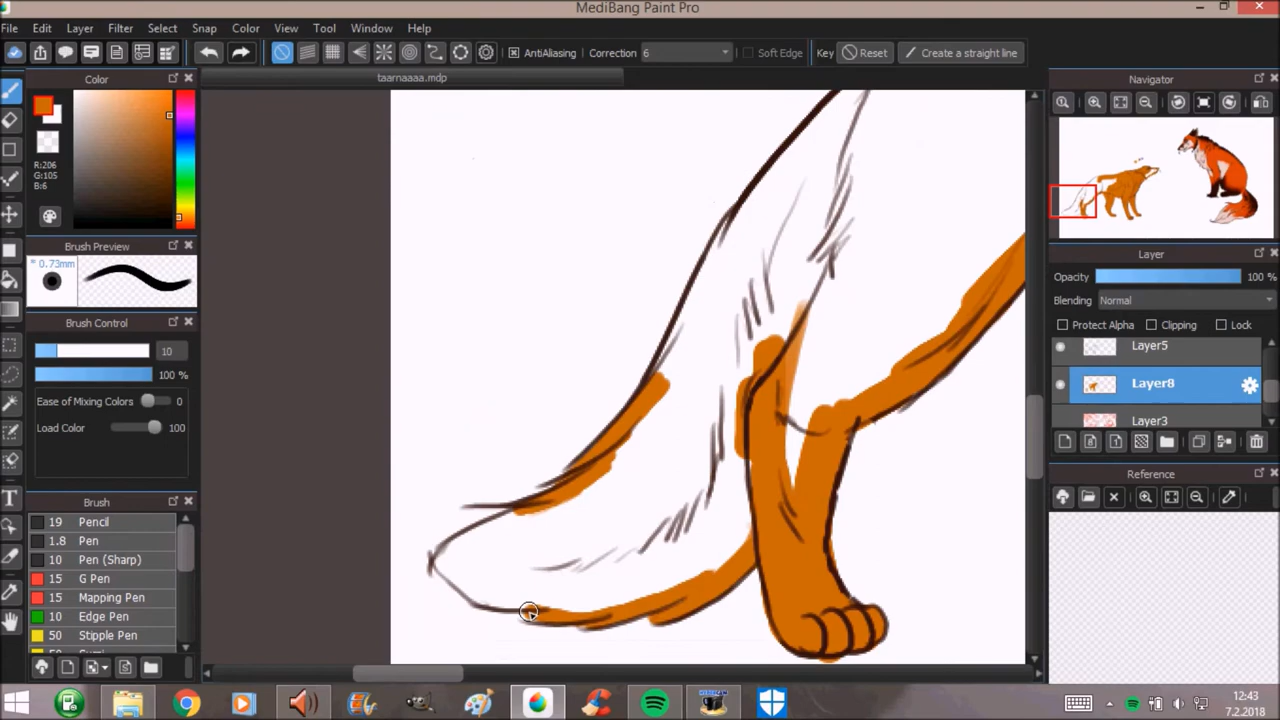 MediBang Paint Pro
File Edit Layer Filter Select Snap Color View Tool Window Help
AntiAliasing Correction 6 Soft Edge Key Reset Create a straight line
Color
taarnaaaa.mdp
Navigator
R:206
G:105
B:6
Brush Preview
* 0.73mm
Layer
Opacity 100 %
Blending Normal
Brush Control
Protect Alpha Clipping Lock
10
Layer5
100 %
Layer8
Ease of Mixing Colors 0
Load Color 100
Layer3
Reference
Brush
19 Pencil
1.8 Pen
10 Pen (Sharp)
15 G Pen
15 Mapping Pen
10 Edge Pen
50 Stipple Pen
12:43
7.2.2018